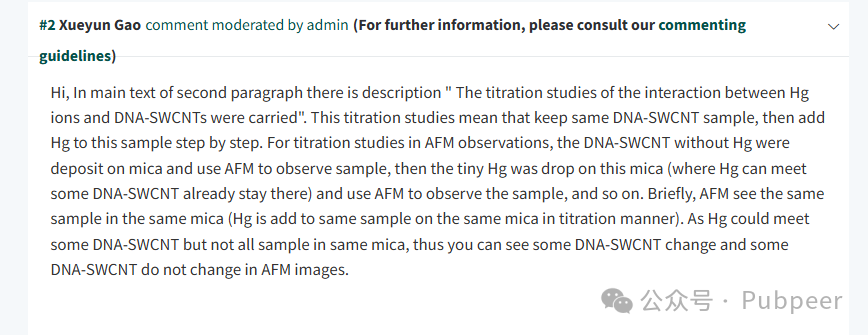 #2 Xueyun Gao comment moderated by admin (For further information, please consult our commenting
guidelines)
Hi, In main text of second paragraph there is description " The titration studies of the interaction between Hg
ions and DNA-SWCNTs were carried". This titration studies mean that keep same DNA-SWCNT sample, then add
Hg to this sample step by step. For titration studies in AFM observations, the DNA-SWCNT without Hg were
deposit on mica and use AFM to observe sample, then the tiny Hg was drop on this mica (where Hg can meet
some DNA-SWCNT already stay there) and use AFM to observe the sample, and so on. Briefly, AFM see the same
sample in the same mica (Hg is add to same sample on the same mica in titration manner). As Hg could meet
some DNA-SWCNT but not all sample in same mica, thus you can see some DNA-SWCNT change and some
DNA-SWCNT do not change in AFM images.
公众号 · Pubpeer